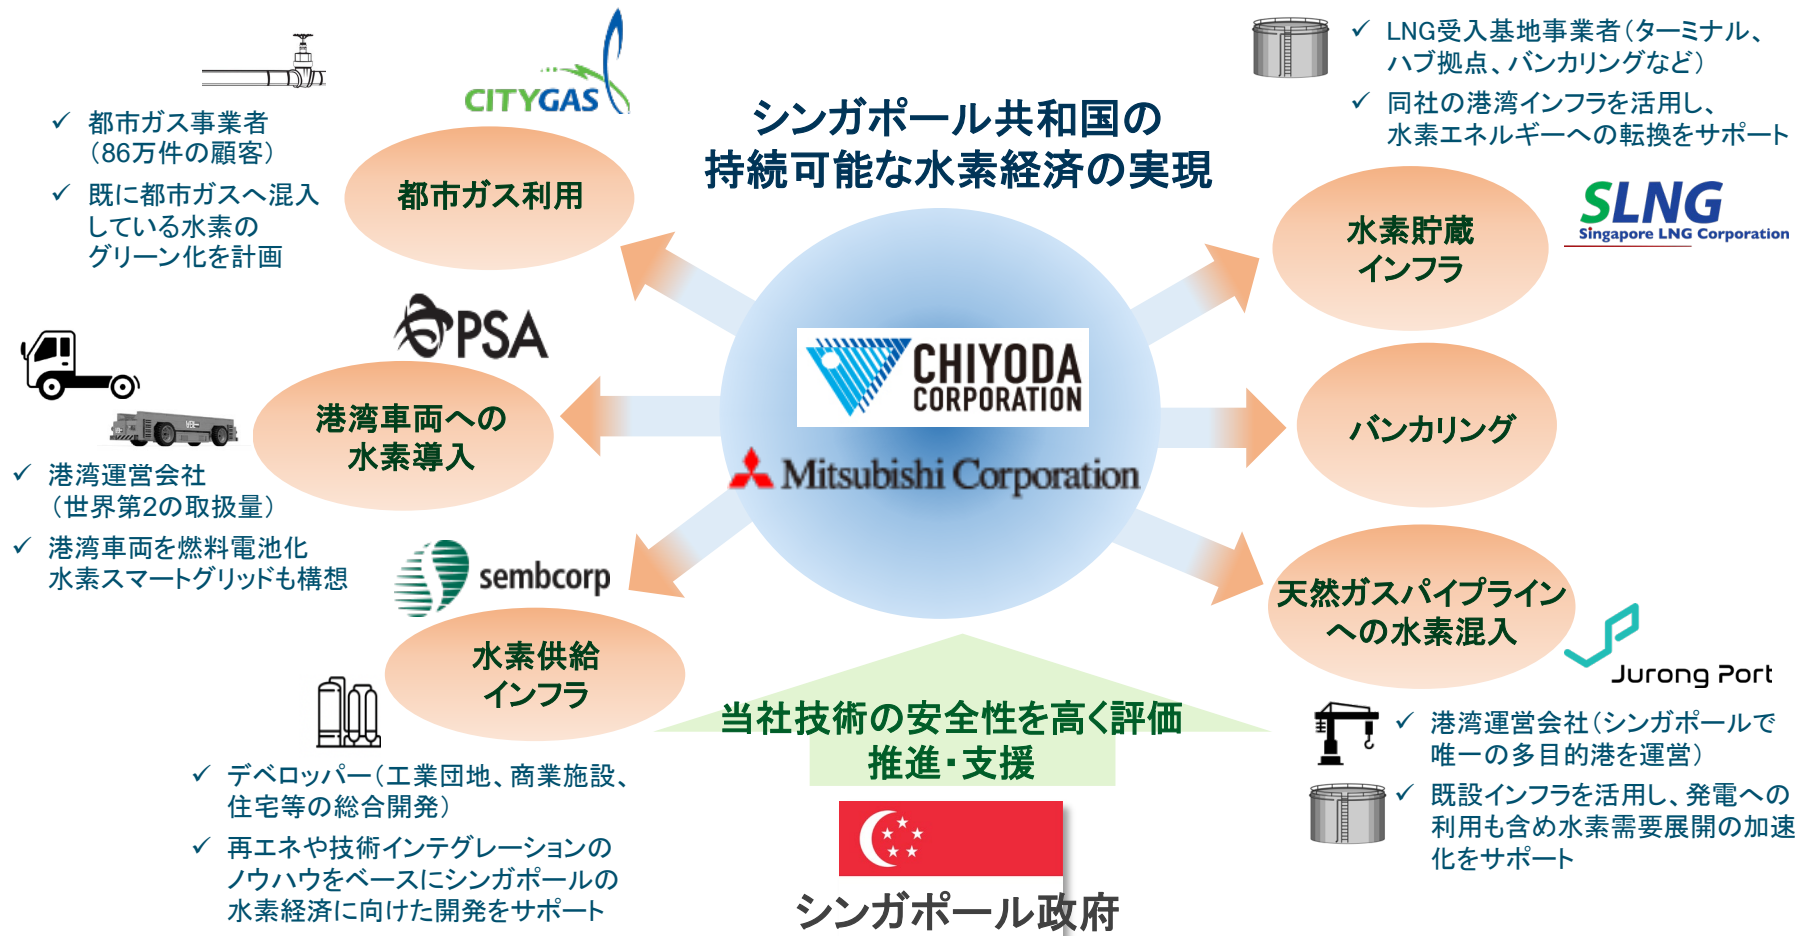 シンガポール共和国の
持続可能な水素経済の実現
CITYGAS
都市ガス利用
✓ 都市ガス事業者
（86万件の顧客）
✓ 既に都市ガスへ混入
している水素の
グリーン化を計画
PSA
港湾車両への
水素導入
✓ 港湾運営会社
（世界第2の取扱量）
✓ 港湾車両を燃料電池化
水素スマートグリッドも構想
sembcorp
水素供給
インフラ
✓ デベロッパー（工業団地、商業施設、
住宅等の総合開発）
✓ 再エネや技術インテグレーションの
ノウハウをベースにシンガポールの
水素経済に向けた開発をサポート
CHIYODA
CORPORATION
Mitsubishi Corporation
当社技術の安全性を高く評価
推進・支援
シンガポール政府
✓ LNG受入基地事業者（ターミナル、
ハブ拠点、バンカリングなど）
✓ 同社の港湾インフラを活用し、
水素エネルギーへの転換をサポート
水素貯蔵
インフラ
SLNG
Singapore LNG Corporation
バンカリング
天然ガスパイプライン
への水素混入
Jurong Port
✓ 港湾運営会社（シンガポールで
唯一の多目的港を運営）
✓ 既設インフラを活用し、発電への
利用も含め水素需要展開の加速
化をサポート